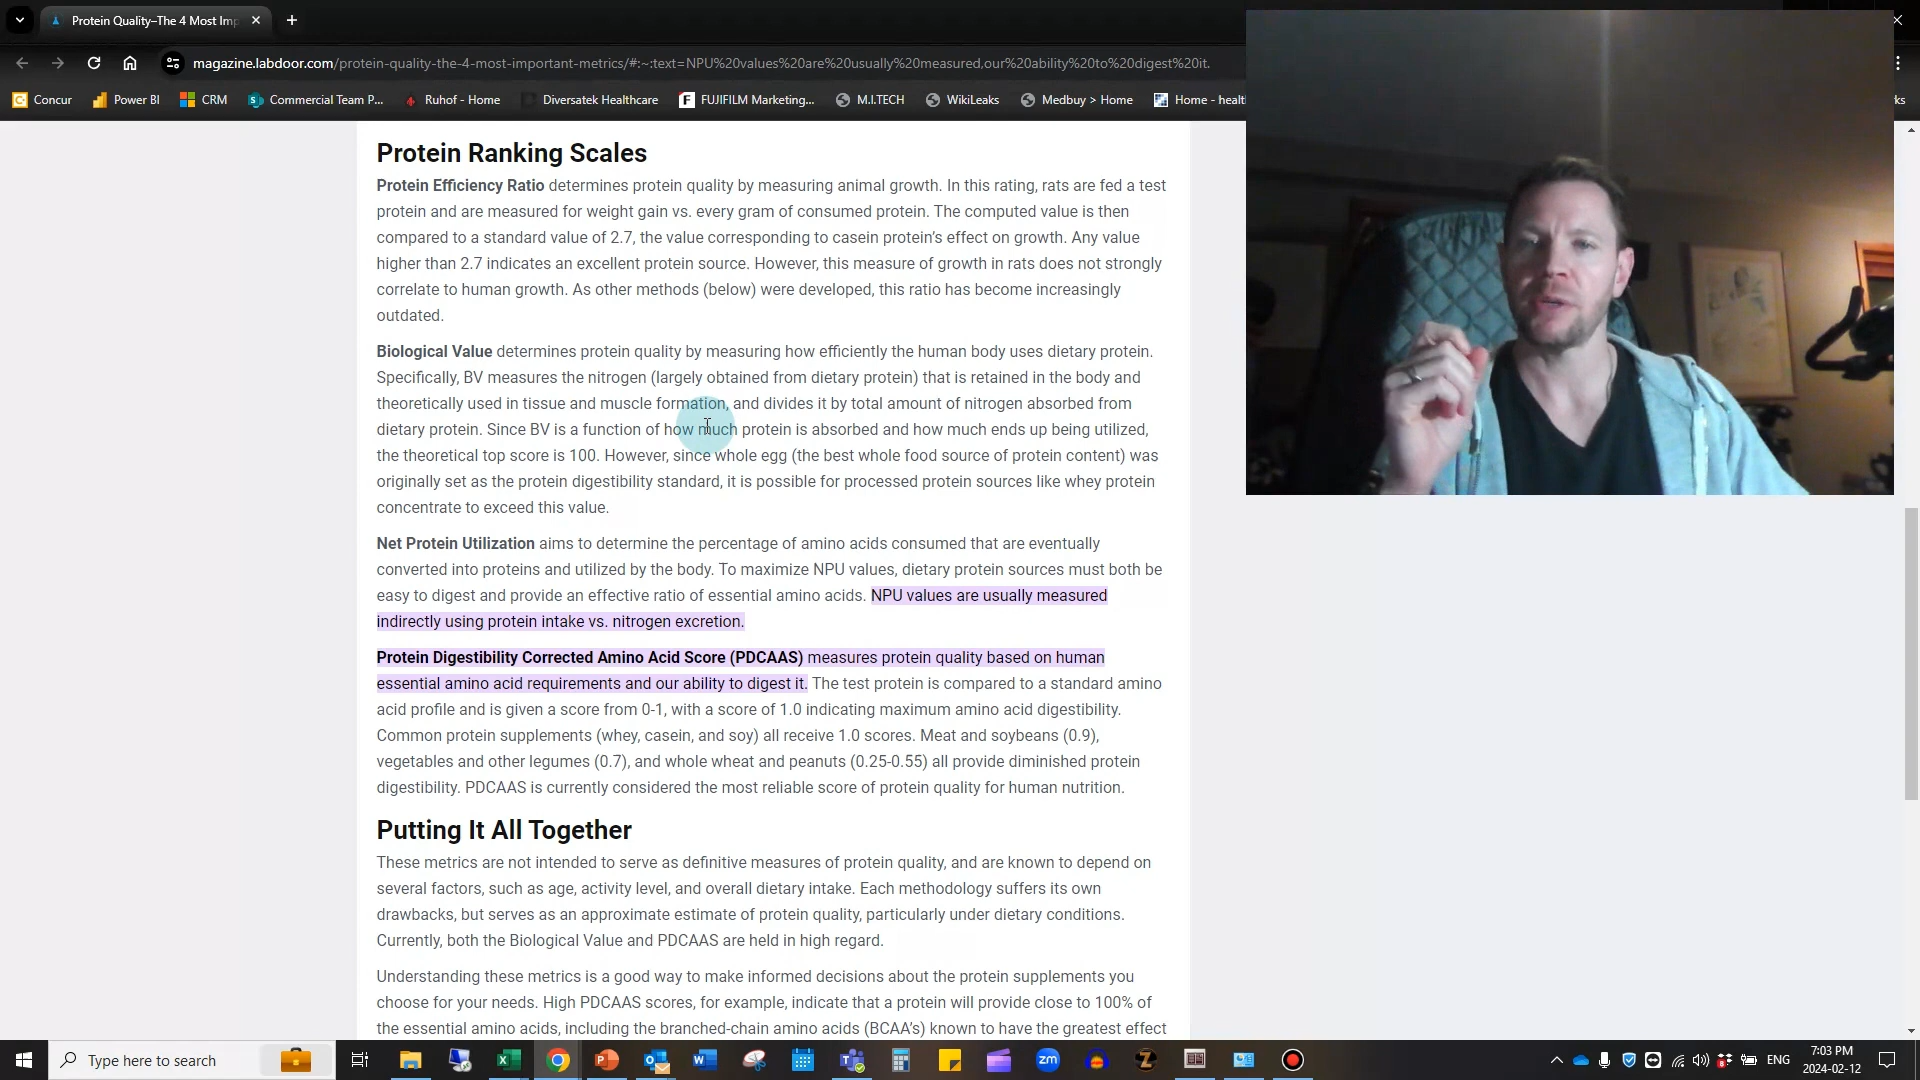 Protein Quality–The 4 Most Imp
magazine.labdoor.com/protein-quality-the-4-most-important-metrics/#:~:text=NPU%20values%20are%20usually%20measured,our%20ability%20to%20digest%20it.
Concur Power BI CRM Commercial Team P... Ruhof - Home Diversatek Healthcare FUJIFILM Marketing... M.I.TECH WikiLeaks Medbuy > Home Home - healt ks
Protein Ranking Scales
Protein Efficiency Ratio determines protein quality by measuring animal growth. In this rating, rats are fed a test
protein and are measured for weight gain vs. every gram of consumed protein. The computed value is then
compared to a standard value of 2.7, the value corresponding to casein protein’s effect on growth. Any value
higher than 2.7 indicates an excellent protein source. However, this measure of growth in rats does not strongly
correlate to human growth. As other methods (below) were developed, this ratio has become increasingly
outdated.
Biological Value determines protein quality by measuring how efficiently the human body uses dietary protein.
Specifically, BV measures the nitrogen (largely obtained from dietary protein) that is retained in the body and
theoretically used in tissue and muscle formation, and divides it by total amount of nitrogen absorbed from
dietary protein. Since BV is a function of how much protein is absorbed and how much ends up being utilized,
the theoretical top score is 100. However, since whole egg (the best whole food source of protein content) was
originally set as the protein digestibility standard, it is possible for processed protein sources like whey protein
concentrate to exceed this value.
Net Protein Utilization aims to determine the percentage of amino acids consumed that are eventually
converted into proteins and utilized by the body. To maximize NPU values, dietary protein sources must both be
easy to digest and provide an effective ratio of essential amino acids. NPU values are usually measured
indirectly using protein intake vs. nitrogen excretion.
Protein Digestibility Corrected Amino Acid Score (PDCAAS) measures protein quality based on human
essential amino acid requirements and our ability to digest it. The test protein is compared to a standard amino
acid profile and is given a score from 0-1, with a score of 1.0 indicating maximum amino acid digestibility.
Common protein supplements (whey, casein, and soy) all receive 1.0 scores. Meat and soybeans (0.9),
vegetables and other legumes (0.7), and whole wheat and peanuts (0.25-0.55) all provide diminished protein
digestibility. PDCAAS is currently considered the most reliable score of protein quality for human nutrition.
Putting It All Together
These metrics are not intended to serve as definitive measures of protein quality, and are known to depend on
several factors, such as age, activity level, and overall dietary intake. Each methodology suffers its own
drawbacks, but serves as an approximate estimate of protein quality, particularly under dietary conditions.
Currently, both the Biological Value and PDCAAS are held in high regard.
Understanding these metrics is a good way to make informed decisions about the protein supplements you
choose for your needs. High PDCAAS scores, for example, indicate that a protein will provide close to 100% of
the essential amino acids, including the branched-chain amino acids (BCAA’s) known to have the greatest effect
Type here to search
ENG
7:03 PM
2024-02-12